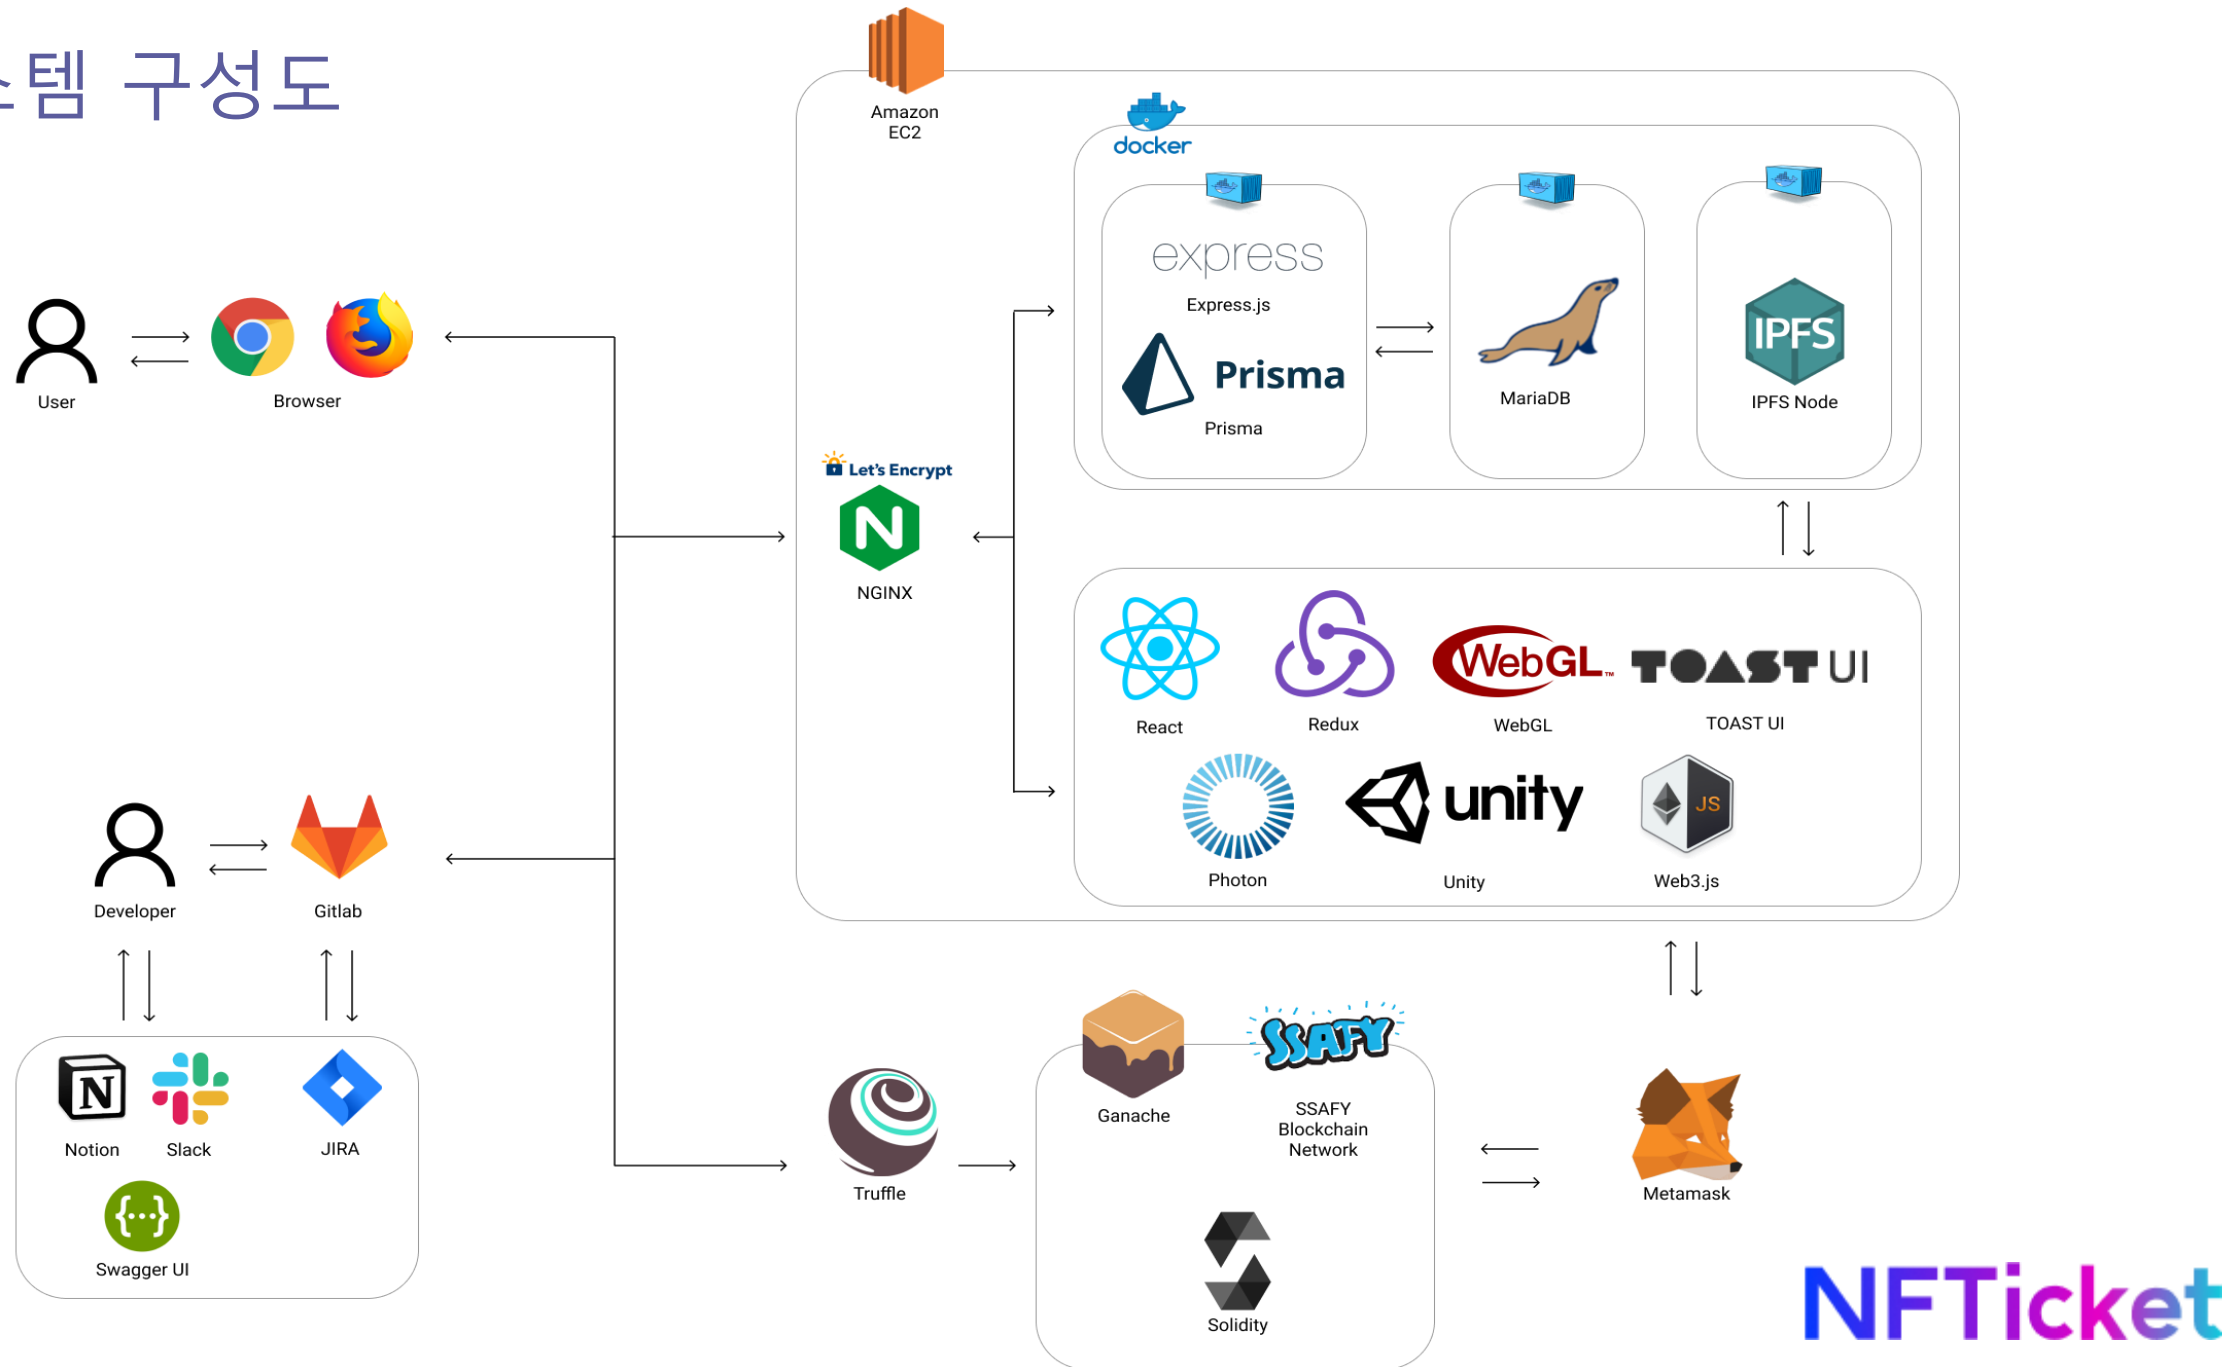 스템 구성도
Amazon
EC2
docker
express
Express.js
Prisma
Prisma
MariaDB
IPFS
IPFS Node
User
Browser
Let's Encrypt
NGINX
React
Redux
WebGL™
WebGL
TOAST UI
TOAST UI
Photon
unity
Unity
JS
Web3.js
Developer
Gitlab
Notion
Slack
JIRA
Swagger UI
Truffle
Ganache
SSAFY
SSAFY
Blockchain
Network
Solidity
Metamask
NFTicket